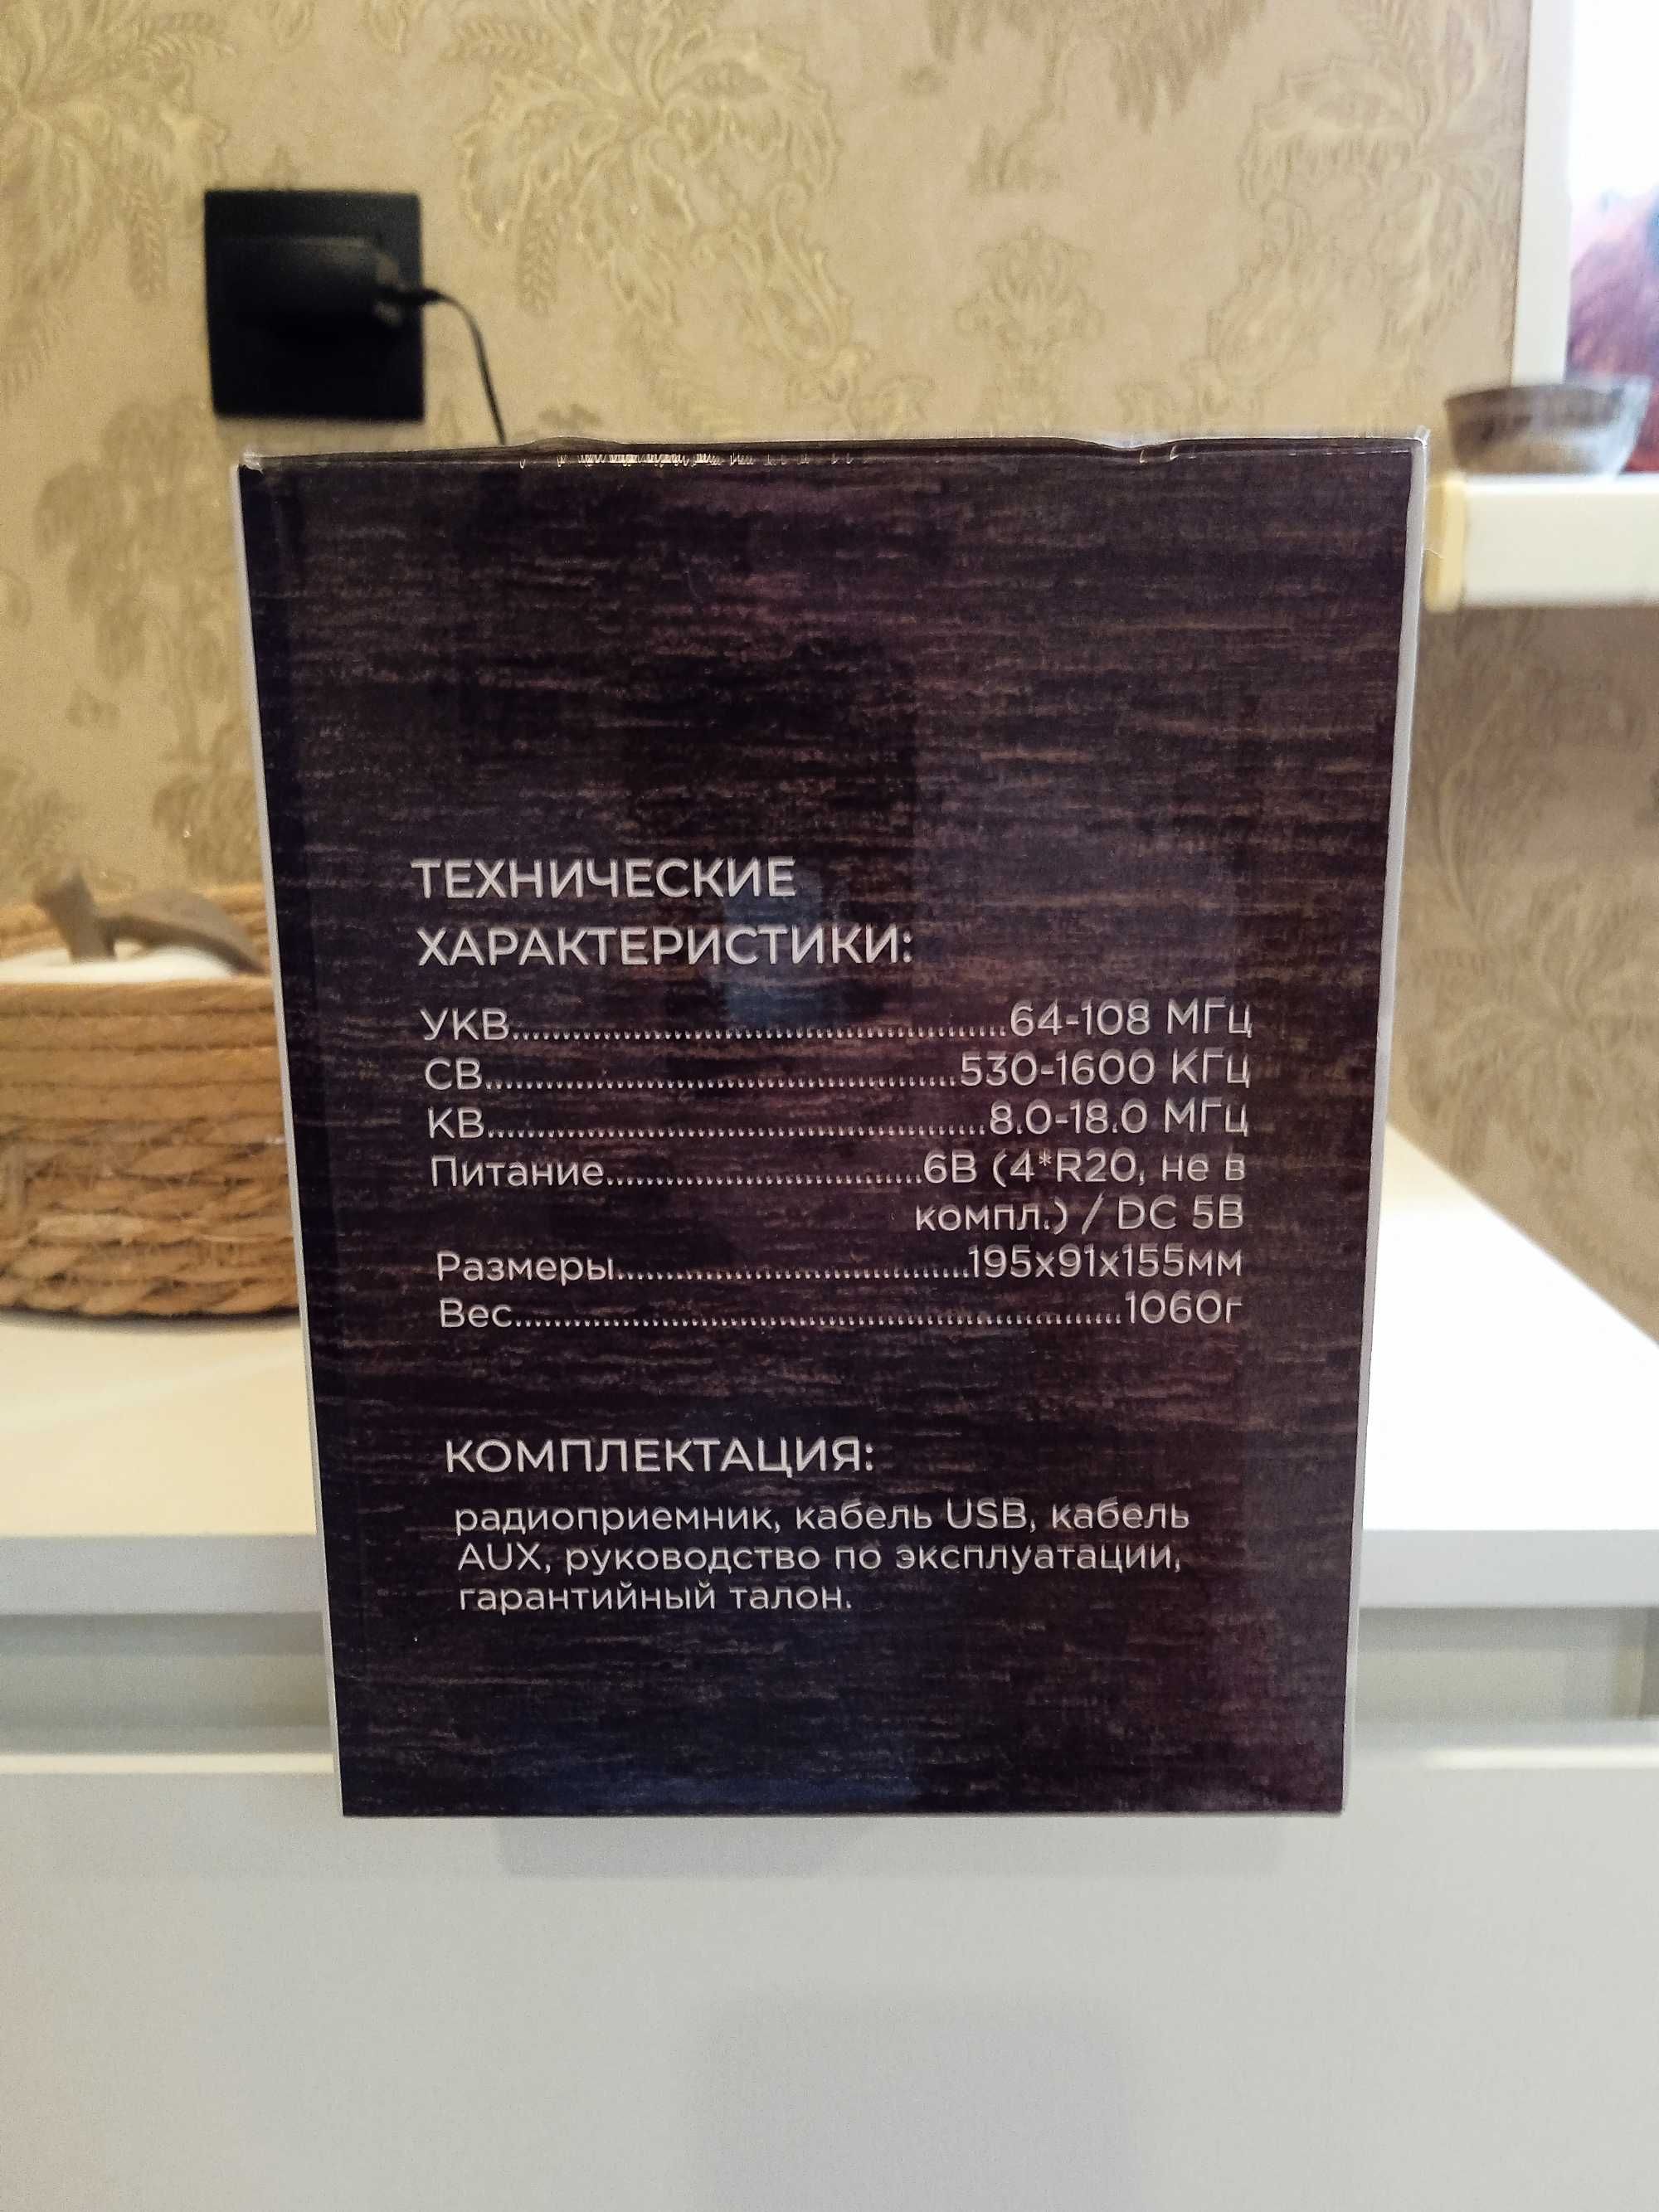 ТЕХНИЧЕСКИЕ
ХАРАКТЕРИСТИКИ:
УКВ..........64-108 МГц
СВ..........530-1600 КГц
КВ..........8.0-18.0 МГц
Питание..........6В (4*R20, не в
компл.) / DC 5В
Размеры..........195х91х155мм
Вес..........1060г
КОМПЛЕКТАЦИЯ:
радиоприемник, кабель USB, кабель
AUX, руководство по эксплуатации,
гарантийный талон.